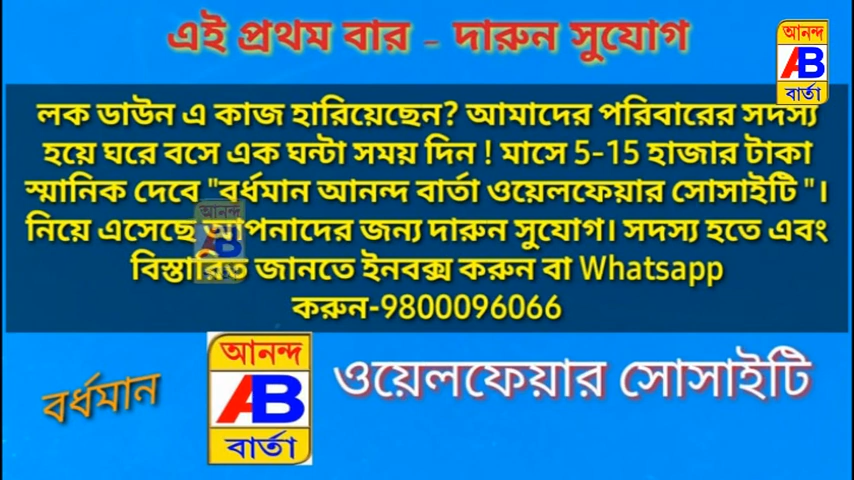 এই প্রথম বার - দারুন সুযোগ
আনন্দ
AB
বার্তা
লক ডাউন এ কাজ হারিয়েছেন? আমাদের পরিবারের সদস্য
হয়ে ঘরে বসে এক ঘন্টা সময় দিন ! মাসে 5-15 হাজার টাকা
স্মানিক দেবে "বর্ধমান আনন্দ বার্তা ওয়েলফেয়ার সোসাইটি "।
নিয়ে এসেছে আপনাদের জন্য দারুন সুযোগ। সদস্য হতে এবং
বিস্তারিত জানতে ইনবক্স করুন বা Whatsapp
করুন-9800096066
আনন্দ
AB
বর্ধমান
আনন্দ
AB
বার্তা
ওয়েলফেয়ার সোসাইটি